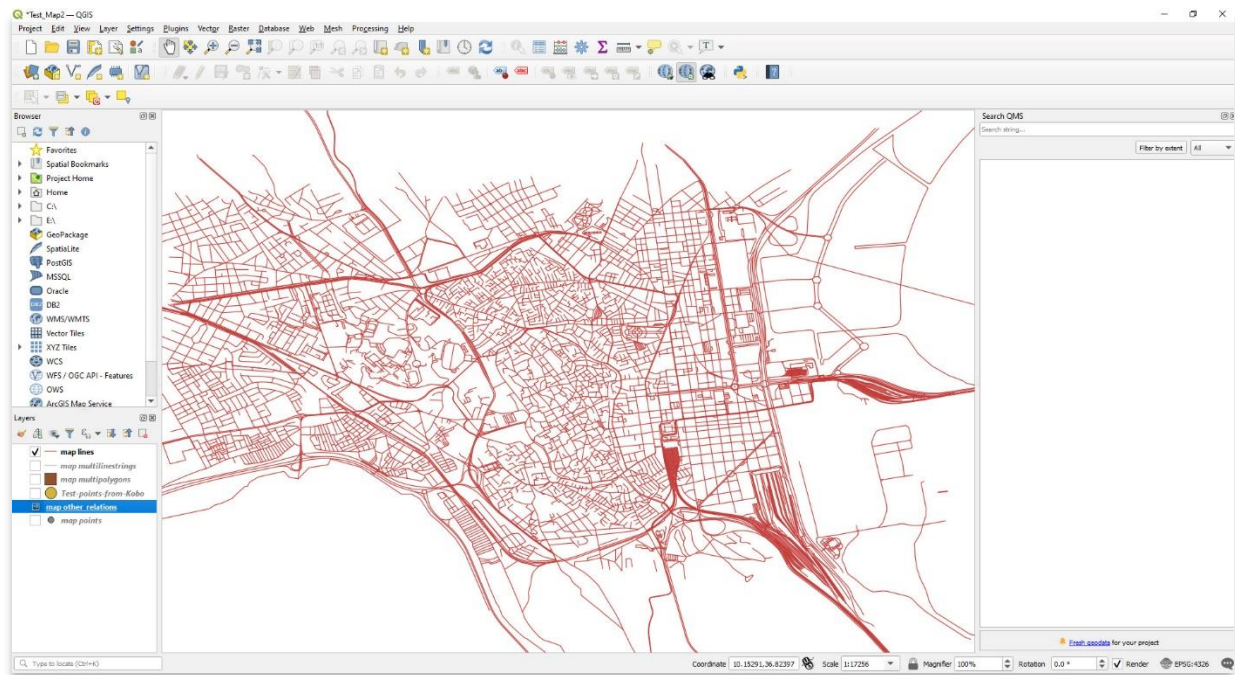 *Test_Map2 — QGIS
Project Edit View Layer Settings Plugins Vector Raster Database Web Mesh Processing Help
Browser
Favorites
Spatial Bookmarks
Project Home
Home
C:\
E:\
GeoPackage
SpatiaLite
PostGIS
MSSQL
Oracle
DB2
WMS/WMTS
Vector Tiles
XYZ Tiles
WCS
WFS / OGC API - Features
OWS
ArcGIS Map Service
Layers
map lines
map multilinestrings
map multipolygons
Test-points-from-Kobo
map other_relations
map points
Search QMS
Search string...
Filter by extent All
Fresh geodata for your project
Type to locate (Ctrl+K) Coordinate 10.15291,36.82397 Scale 1:17256 Magnifier 100% Rotation 0.0 ° Render EPSG:4326